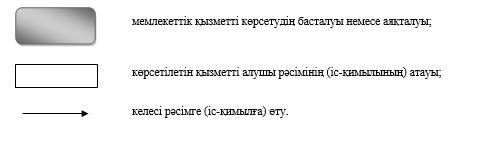 мемлекеттік қызметті көрсетудің басталуы немесе аяқталуы;
көрсетілетін қызметті алушы рәсімінің (іс-қимылының) атауы;
келесі рәсімге (іс-қимылға) өту.